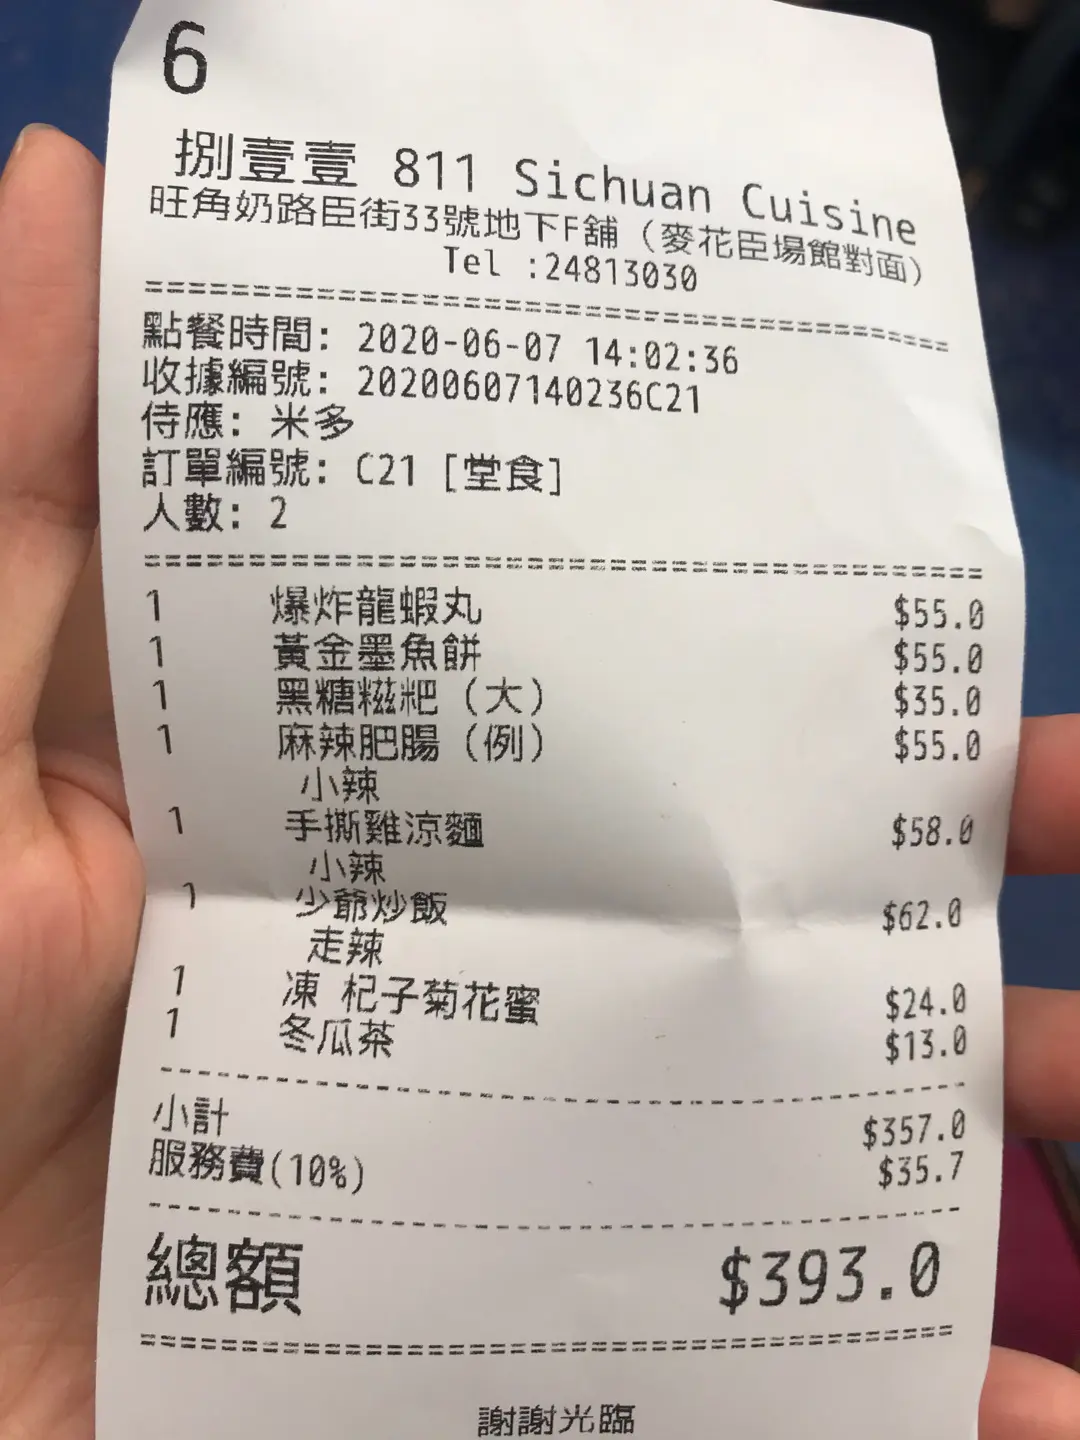 6
捌壹壹 811 Sichuan Cuisine
旺角奶路臣街33號地下F舖（麥花臣場館對面）
Tel :24813030
點餐時間: 2020-06-07 14:02:36
收據編號: 20200607140236C21
侍應: 米多
訂單編號: C21 [堂食]
人數: 2
1 爆炸龍蝦丸 $55.0
1 黃金墨魚餅 $55.0
1 黑糖糍粑（大） $35.0
1 麻辣肥腸（例） $55.0
小辣
1 手撕雞涼麵 $58.0
小辣
1 少爺炒飯 $62.0
走辣
1 凍 杞子菊花蜜 $24.0
1 冬瓜茶 $13.0
小計 $357.0
服務費(10%) $35.7
總額 $393.0
謝謝光臨